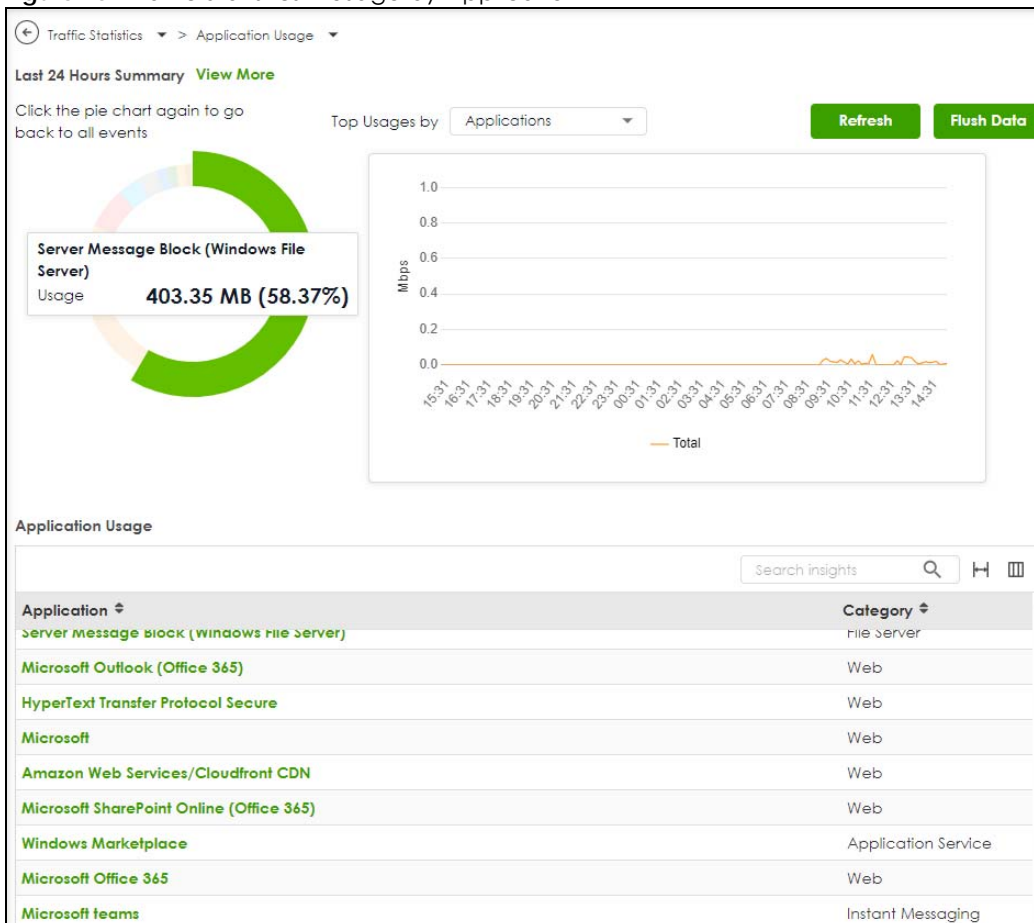 Traffic Statistics > Application Usage
Last 24 Hours Summary View More
Click the pie chart again to go
back to all events
Top Usages by Applications
Refresh
Flush Data
Server Message Block (Windows File
Server)
Usage 403.35 MB (58.37%)
Mbps
1.0
0.8
0.6
0.4
0.2
0.0
15:31 16:31 17:31 18:31 19:31 20:31 21:31 22:31 23:31 00:31 01:31 02:31 03:31 04:31 05:31 06:31 07:31 08:31 09:31 10:31 11:31 12:31 13:31 14:31
Total
Application Usage
Search insights
Application Category
Server Message Block (Windows File Server) File Server
Microsoft Outlook (Office 365) Web
HyperText Transfer Protocol Secure Web
Microsoft Web
Amazon Web Services/Cloudfront CDN Web
Microsoft SharePoint Online (Office 365) Web
Windows Marketplace Application Service
Microsoft Office 365 Web
Microsoft teams Instant Messaging